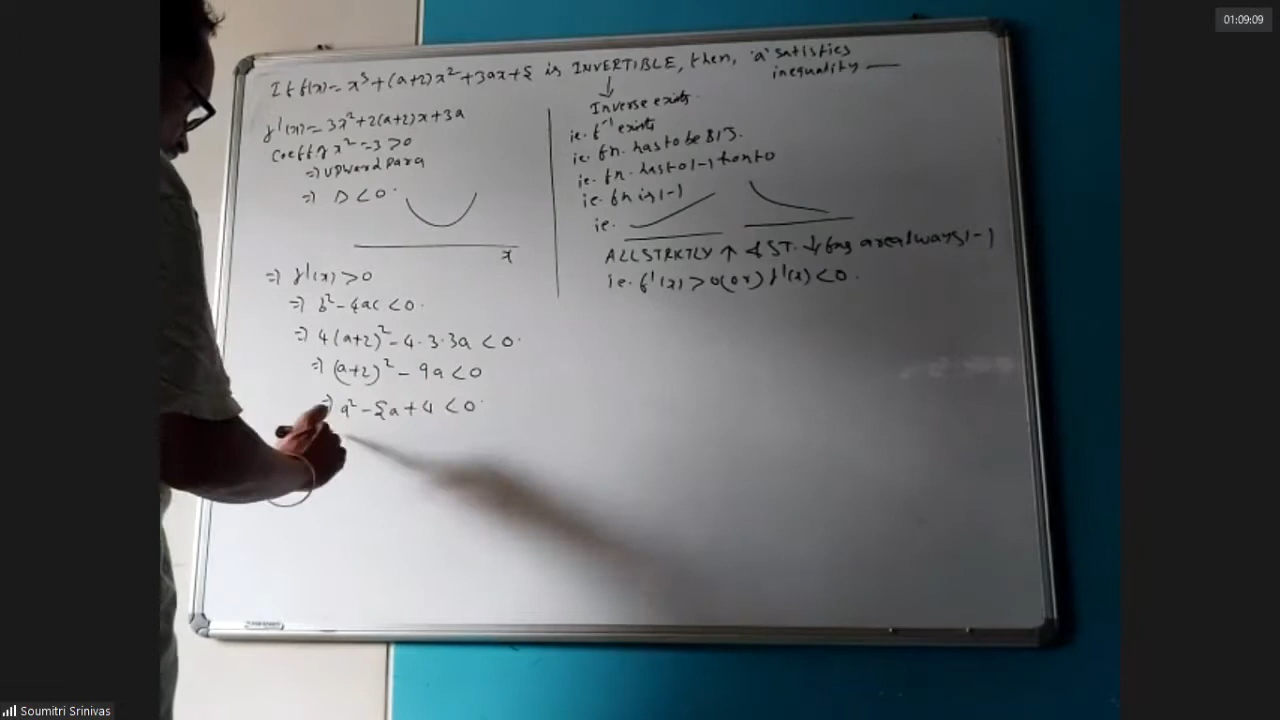 01:09:09
If f(x) = x³ + (a+2)x² + 3ax + 5 is INVERTIBLE, then, 'a' satisfies
inequality —
f'(x) = 3x² + 2(a+2)x + 3a
Coeff. of x² = 3 > 0
⇒ Upward Para
⇒ D < 0.
x
⇒ f'(x) > 0
⇒ b² - 4ac < 0.
⇒ 4(a+2)² - 4·3·3a < 0.
⇒ (a+2)² - 9a < 0
⇒ a² - 5a + 4 < 0.
↓
Inverse exists.
ie. f⁻¹ exists
ie. fn. has to be BIJ.
ie. fn. has to 1-1 & onto
ie. fn is 1-1
ie.
ALL STRKTLY ↑ & ST. ↓ fns are always 1-1
ie. f'(x) > 0 (or) f'(x) < 0.
Soumitri Srinivas